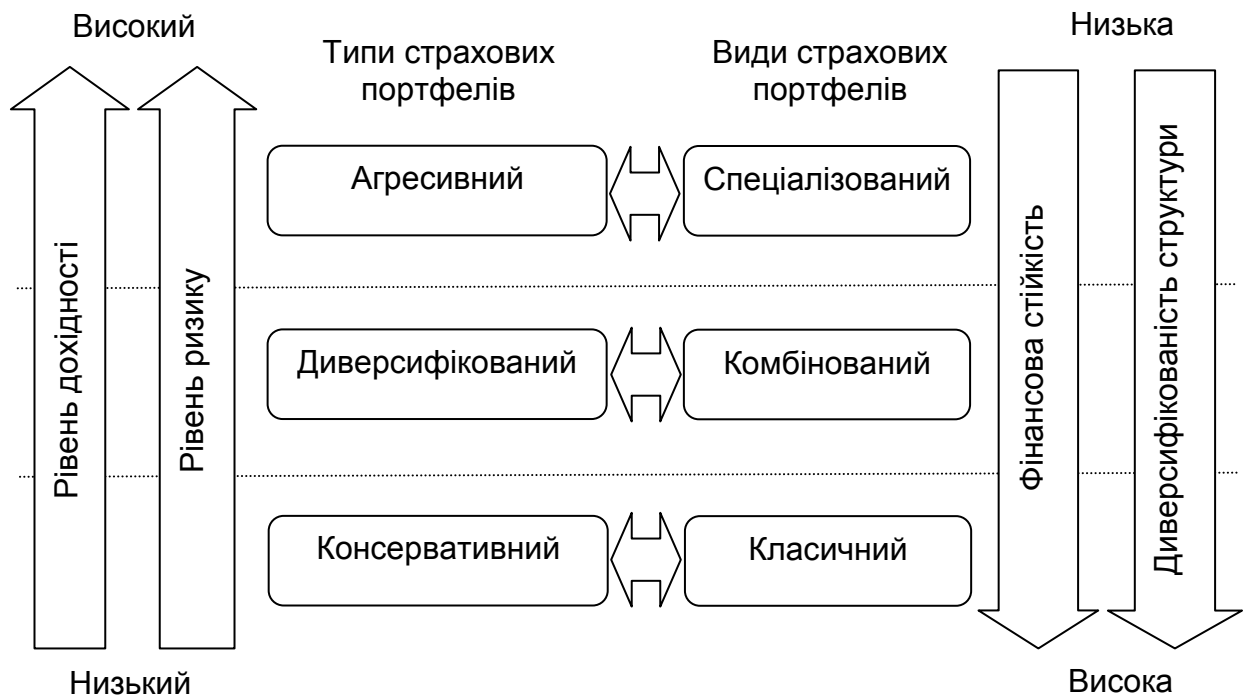 Високий
Типи страхових
портфелів
Види страхових
портфелів
Низька
Агресивний
Спеціалізований
Диверсифікований
Комбінований
Консервативний
Класичний
Рівень дохідності
Рівень ризику
Фінансова стійкість
Диверсифікованість структури
Низький
Висока